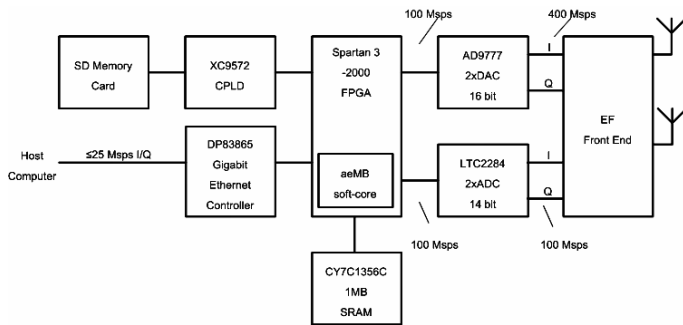 100 Msps
400 Msps
SD Memory
Card
XC9572
CPLD
Spartan 3
-2000
FPGA
AD9777
2xDAC
16 bit
I
Q
EF
Front End
Host
Computer
≤25 Msps I/Q
DP83865
Gigabit
Ethernet
Controller
aeMB
soft-core
LTC2284
2xADC
14 bit
I
Q
100 Msps
100 Msps
CY7C1356C
1MB
SRAM